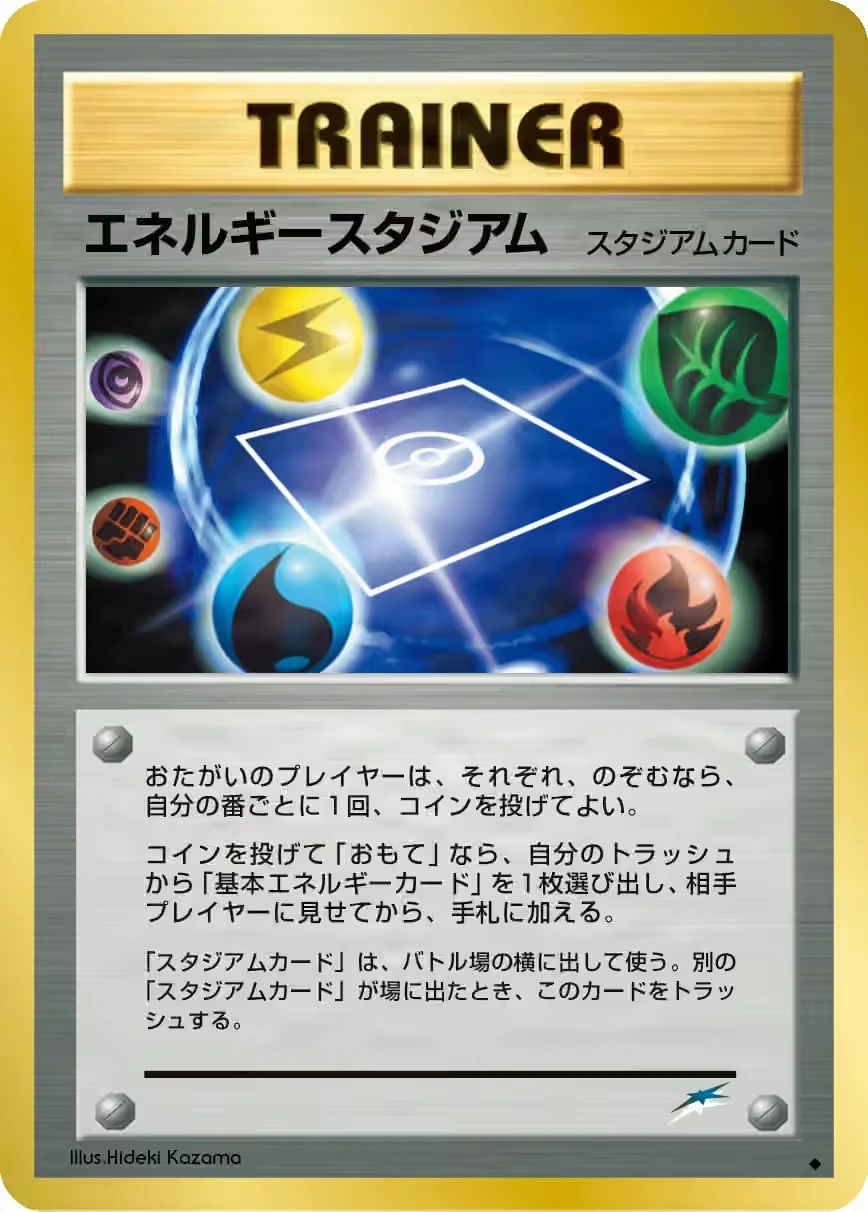 TRAINER
エネルギースタジアム スタジアムカード
おたがいのプレイヤーは、それぞれ、のぞむなら、
自分の番ごとに1回、コインを投げてよい。
コインを投げて「おもて」なら、自分のトラッシュ
から「基本エネルギーカード」を1枚選び出し、相手
プレイヤーに見せてから、手札に加える。
「スタジアムカード」は、バトル場の横に出して使う。別の
「スタジアムカード」が場に出たとき、このカードをトラッ
シュする。
Illus.Hideki Kazama